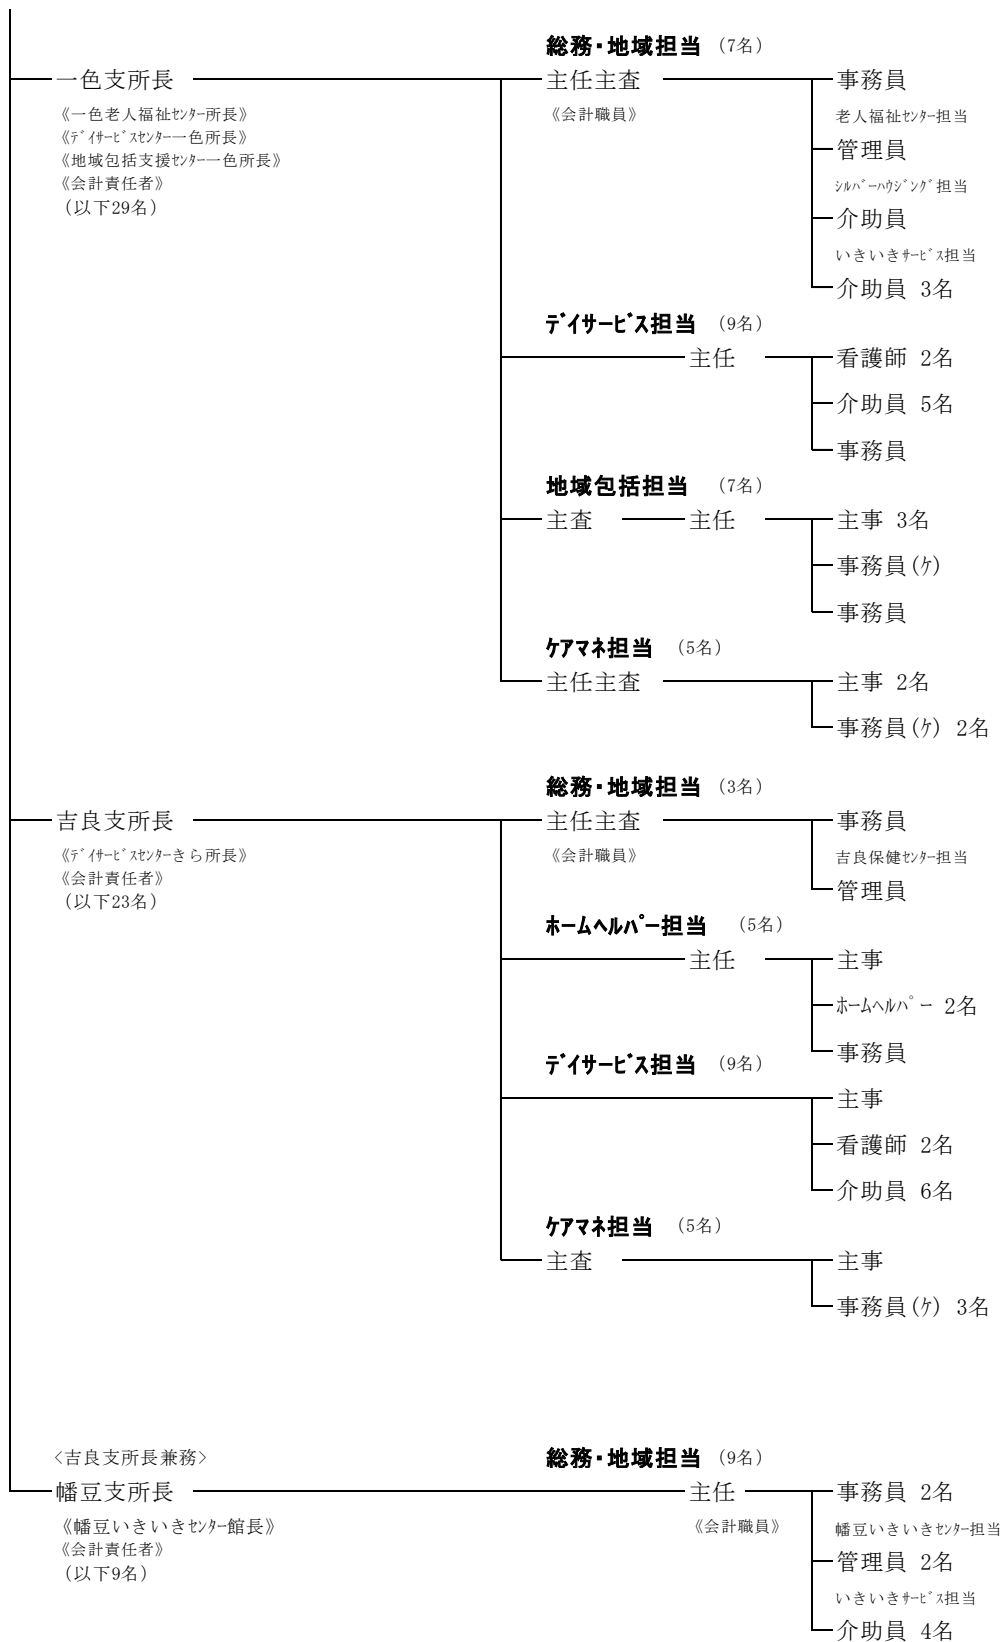 総務・地域担当 （7名）
一色支所長 主任主査 事務員
《一色老人福祉ｾﾝﾀｰ所長》 《会計職員》 老人福祉ｾﾝﾀｰ担当
《ﾃﾞｲｻｰﾋﾞｽｾﾝﾀｰ一色所長》
管理員
《地域包括支援ｾﾝﾀｰ一色所長》
《会計責任者》 ｼﾙﾊﾞｰﾊｳｼﾞﾝｸﾞ担当
（以下29名）
介助員
いきいきｻｰﾋﾞｽ担当
介助員 3名
ﾃﾞｲｻｰﾋﾞｽ担当 （9名）
主任 看護師 2名
介助員 5名
事務員
地域包括担当 （7名）
主査 主任 主事 3名
事務員(ｹ)
事務員
ｹｱﾏﾈ担当 （5名）
主任主査 主事 2名
事務員(ｹ) 2名
総務・地域担当 （3名）
吉良支所長 主任主査 事務員
《ﾃﾞｲｻｰﾋﾞｽｾﾝﾀｰきら所長》 《会計職員》 吉良保健ｾﾝﾀｰ担当
《会計責任者》
管理員
（以下23名）
ﾎｰﾑﾍﾙﾊﾟｰ担当 （5名）
主任 主事
ﾎｰﾑﾍﾙﾊﾟｰ 2名
事務員
ﾃﾞｲｻｰﾋﾞｽ担当 （9名）
主事
看護師 2名
介助員 6名
ｹｱﾏﾈ担当 （5名）
主査 主事
事務員(ｹ) 3名
<吉良支所長兼務> 総務・地域担当 （9名）
幡豆支所長 主任 事務員 2名
《幡豆いきいきｾﾝﾀｰ館長》 《会計職員》 幡豆いきいきｾﾝﾀｰ担当
《会計責任者》
管理員 2名
（以下9名）
いきいきｻｰﾋﾞｽ担当
介助員 4名